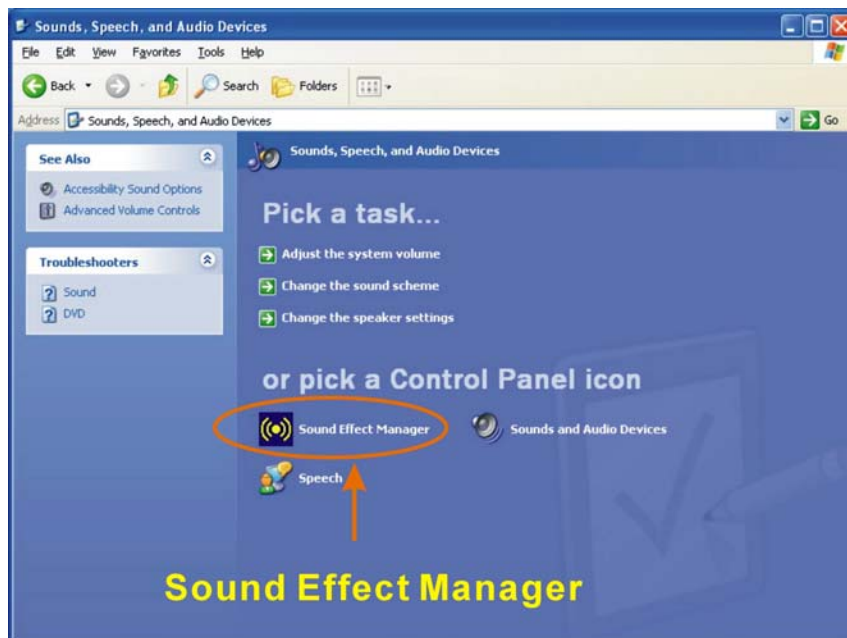 Sounds, Speech, and Audio Devices
File Edit View Favorites Tools Help
Back Search Folders
Address Sounds, Speech, and Audio Devices Go
See Also
Accessibility Sound Options
Advanced Volume Controls
Troubleshooters
Sound
DVD
Sounds, Speech, and Audio Devices
Pick a task...
Adjust the system volume
Change the sound scheme
Change the speaker settings
or pick a Control Panel icon
Sound Effect Manager Sounds and Audio Devices
Speech
Sound Effect Manager